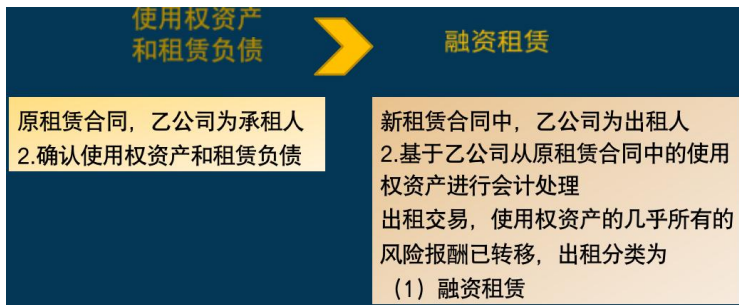 使用权资产
和租赁负债
融资租赁
原租赁合同，乙公司为承租人
2.确认使用权资产和租赁负债
新租赁合同中，乙公司为出租人
2.基于乙公司从原租赁合同中的使用
权资产进行会计处理
出租交易，使用权资产的几乎所有的
风险报酬已转移，出租分类为
（1）融资租赁